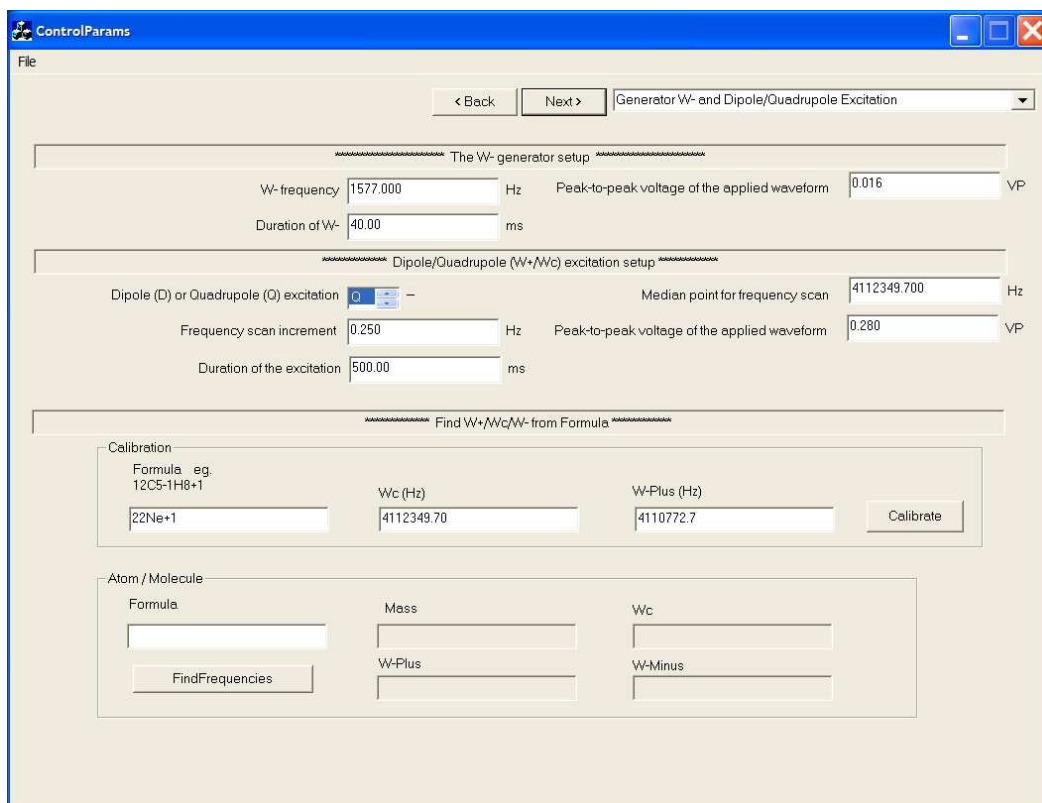 ControlParams
File
< Back Next > Generator W- and Dipole/Quadrupole Excitation
********************** The W- generator setup **********************
W- frequency 1577.000 Hz Peak-to-peak voltage of the applied waveform 0.016 VP
Duration of W- 40.00 ms
************* Dipole/Quadrupole (W+/Wc) excitation setup ************
Dipole (D) or Quadrupole (Q) excitation Q – Median point for frequency scan 4112349.700 Hz
Frequency scan increment 0.250 Hz Peak-to-peak voltage of the applied waveform 0.280 VP
Duration of the excitation 500.00 ms
************* Find W+/Wc/W- from Formula ************
Calibration
Formula eg.
12C5-1H8+1 Wc (Hz) W-Plus (Hz)
22Ne+1 4112349.70 4110772.7 Calibrate
Atom / Molecule
Formula Mass Wc
W-Plus W-Minus
FindFrequencies